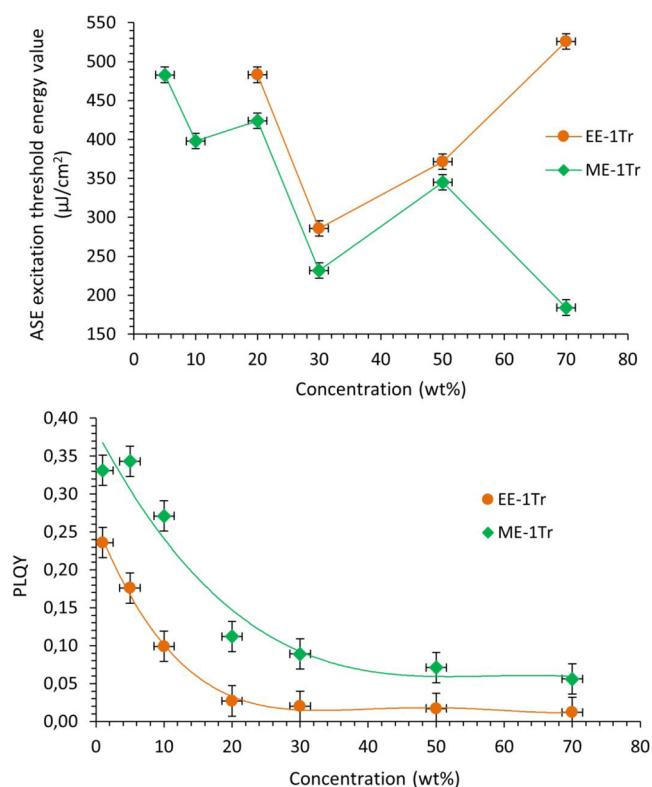 ASE excitation threshold energy value
(µJ/cm²)
500
450
400
350
300
250
200
150
0 10 20 30 40 50 60 70 80
Concentration (wt%)
EE-1Tr
ME-1Tr
PLQY
0,40
0,35
0,30
0,25
0,20
0,15
0,10
0,05
0,00
0 10 20 30 40 50 60 70 80
Concentration (wt%)
EE-1Tr
ME-1Tr